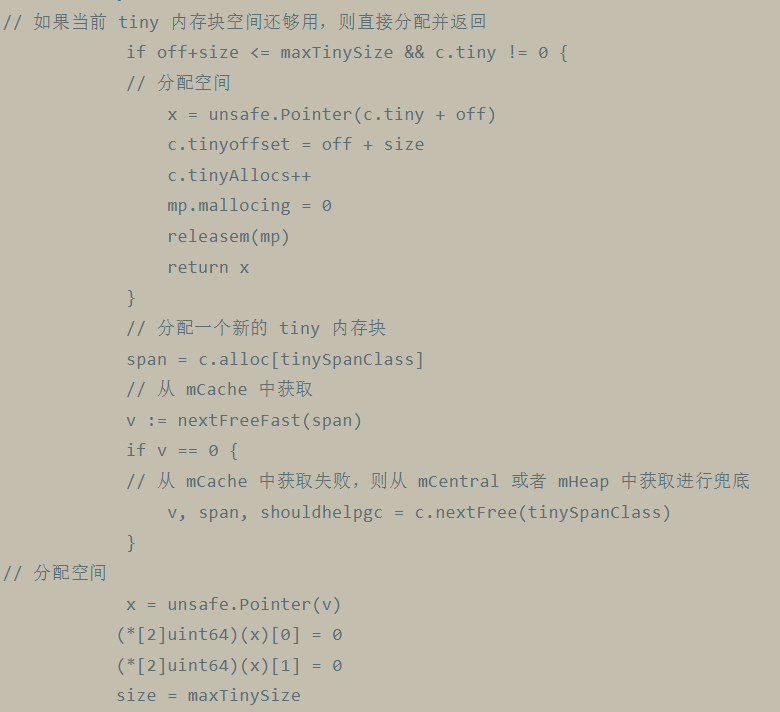 // 如果当前 tiny 内存块空间还够用，则直接分配并返回
if off+size <= maxTinySize && c.tiny != 0 {
// 分配空间
x = unsafe.Pointer(c.tiny + off)
c.tinyoffset = off + size
c.tinyAllocs++
mp.mallocing = 0
releasem(mp)
return x
}
// 分配一个新的 tiny 内存块
span = c.alloc[tinySpanClass]
// 从 mCache 中获取
v := nextFreeFast(span)
if v == 0 {
// 从 mCache 中获取失败，则从 mCentral 或者 mHeap 中获取进行兜底
v, span, shouldhelpgc = c.nextFree(tinySpanClass)
}
// 分配空间
x = unsafe.Pointer(v)
(*[2]uint64)(x)[0] = 0
(*[2]uint64)(x)[1] = 0
size = maxTinySize